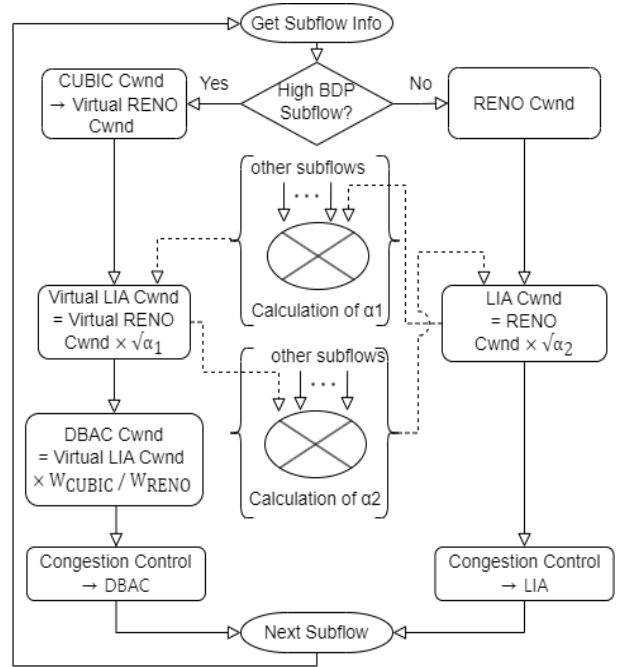 Get Subflow Info
High BDP
Subflow?
Yes
No
CUBIC Cwnd
→ Virtual RENO
Cwnd
RENO Cwnd
other subflows
...
Calculation of α1
Virtual LIA Cwnd
= Virtual RENO
Cwnd × √α₁
LIA Cwnd
= RENO
Cwnd × √α₂
other subflows
...
Calculation of α2
DBAC Cwnd
= Virtual LIA Cwnd
× W_CUBIC / W_RENO
Congestion Control
→ DBAC
Congestion Control
→ LIA
Next Subflow